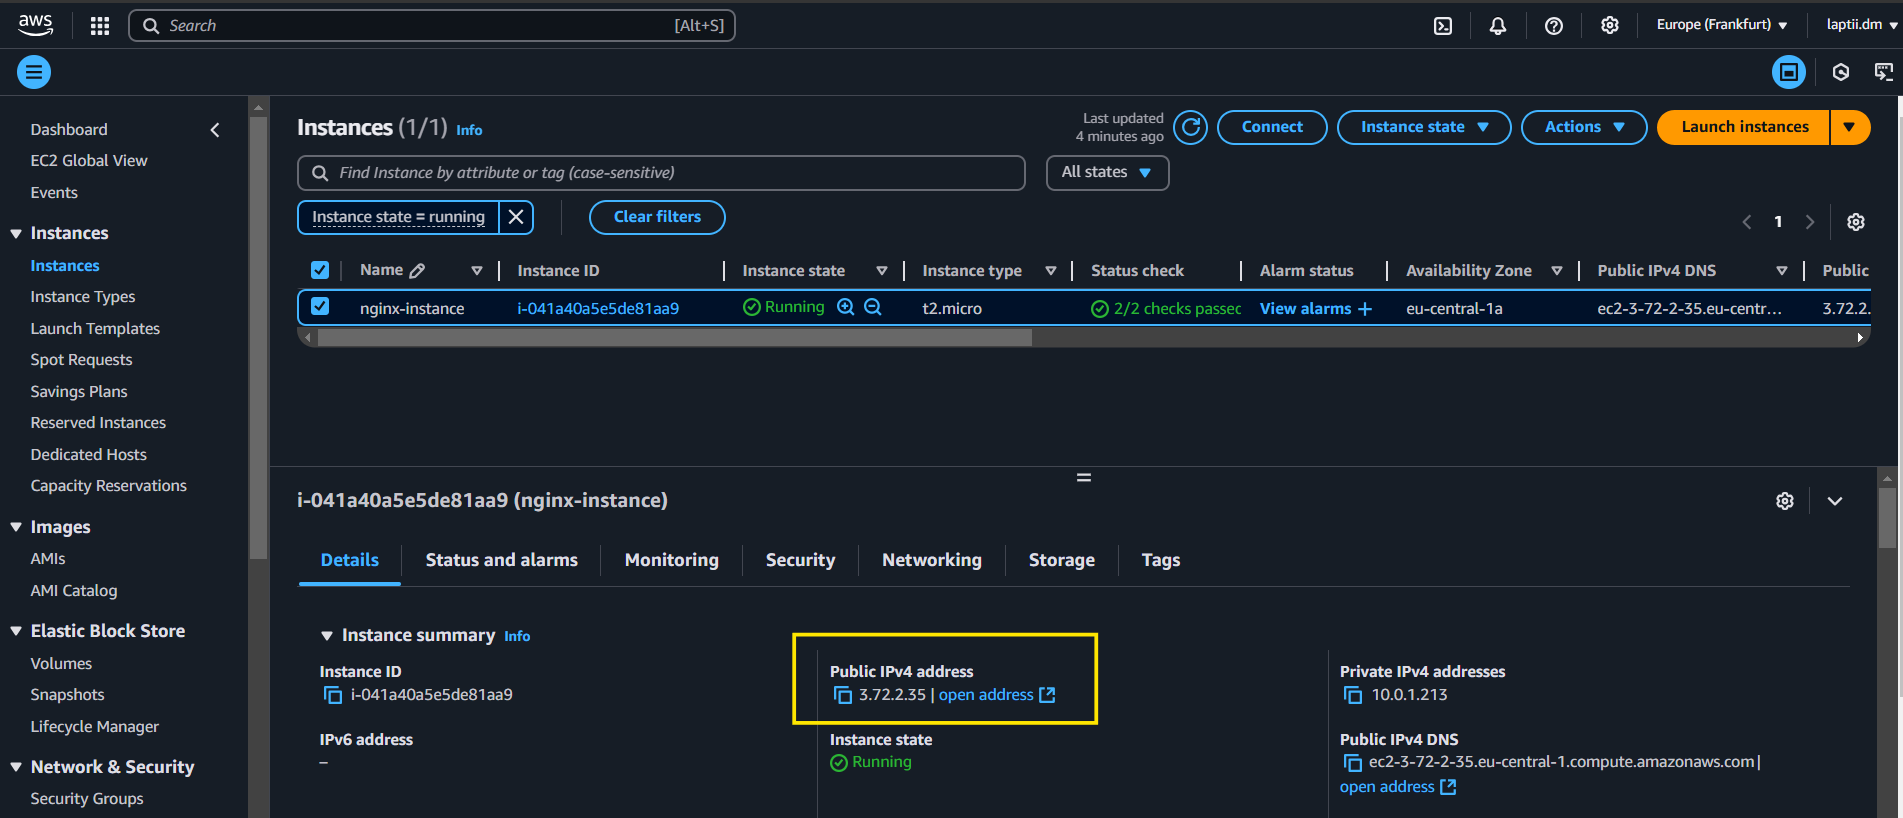 aws
Search [Alt+S]
Europe (Frankfurt)
laptii.dm
Dashboard
EC2 Global View
Events
Instances
Instances
Instance Types
Launch Templates
Spot Requests
Savings Plans
Reserved Instances
Dedicated Hosts
Capacity Reservations
Images
AMIs
AMI Catalog
Elastic Block Store
Volumes
Snapshots
Lifecycle Manager
Network & Security
Security Groups
Instances (1/1) Info
Last updated
4 minutes ago
Connect
Instance state
Actions
Launch instances
Find Instance by attribute or tag (case-sensitive)
All states
Instance state = running
Clear filters
1
Name Instance ID Instance state Instance type Status check Alarm status Availability Zone Public IPv4 DNS Public
nginx-instance i-041a40a5e5de81aa9 Running t2.micro 2/2 checks passec View alarms + eu-central-1a ec2-3-72-2-35.eu-centr... 3.72.2.
i-041a40a5e5de81aa9 (nginx-instance)
Details Status and alarms Monitoring Security Networking Storage Tags
Instance summary Info
Instance ID
i-041a40a5e5de81aa9
Public IPv4 address
3.72.2.35 | open address
Private IPv4 addresses
10.0.1.213
IPv6 address
–
Instance state
Running
Public IPv4 DNS
ec2-3-72-2-35.eu-central-1.compute.amazonaws.com |
open address